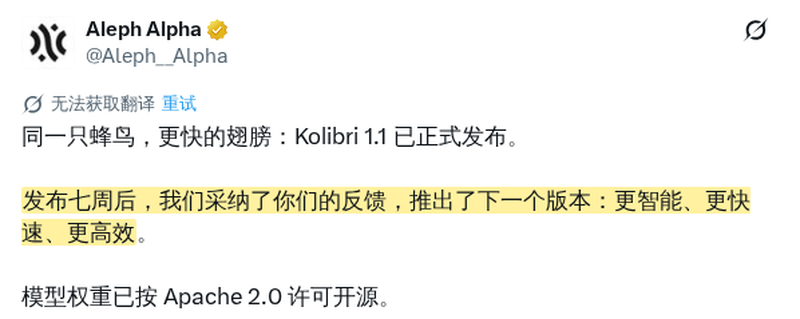 Aleph Alpha
@Aleph__Alpha
无法获取翻译 重试
同一只蜂鸟，更快的翅膀：Kolibri 1.1 已正式发布。
发布七周后，我们采纳了你们的反馈，推出了下一个版本：更智能、更快
速、更高效。
模型权重已按 Apache 2.0 许可开源。